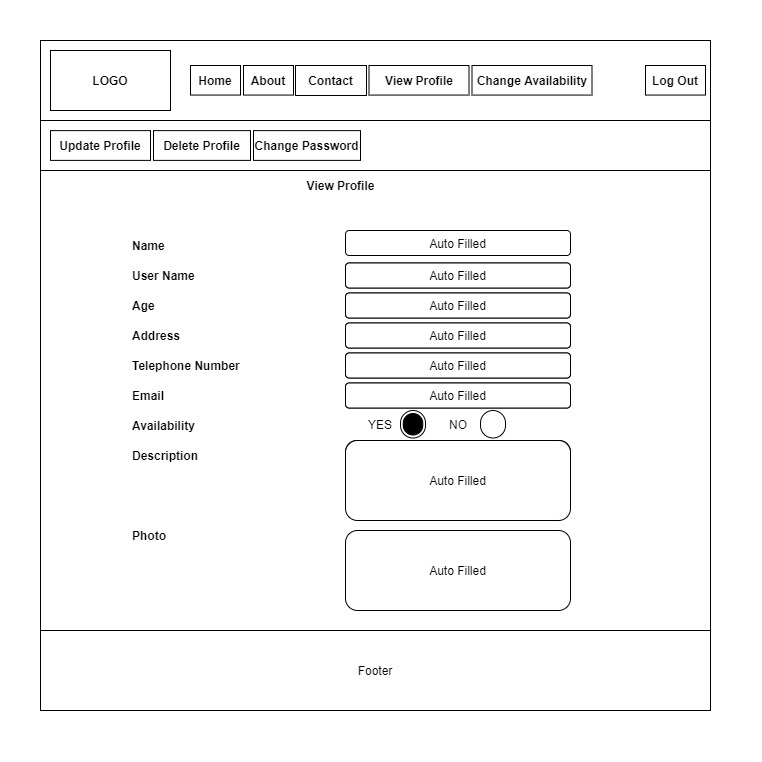 LOGO Home About Contact View Profile Change Availability Log Out
Update Profile Delete Profile Change Password
View Profile
Name Auto Filled
User Name Auto Filled
Age Auto Filled
Address Auto Filled
Telephone Number Auto Filled
Email Auto Filled
Availability YES NO
Description
Auto Filled
Photo
Auto Filled
Footer